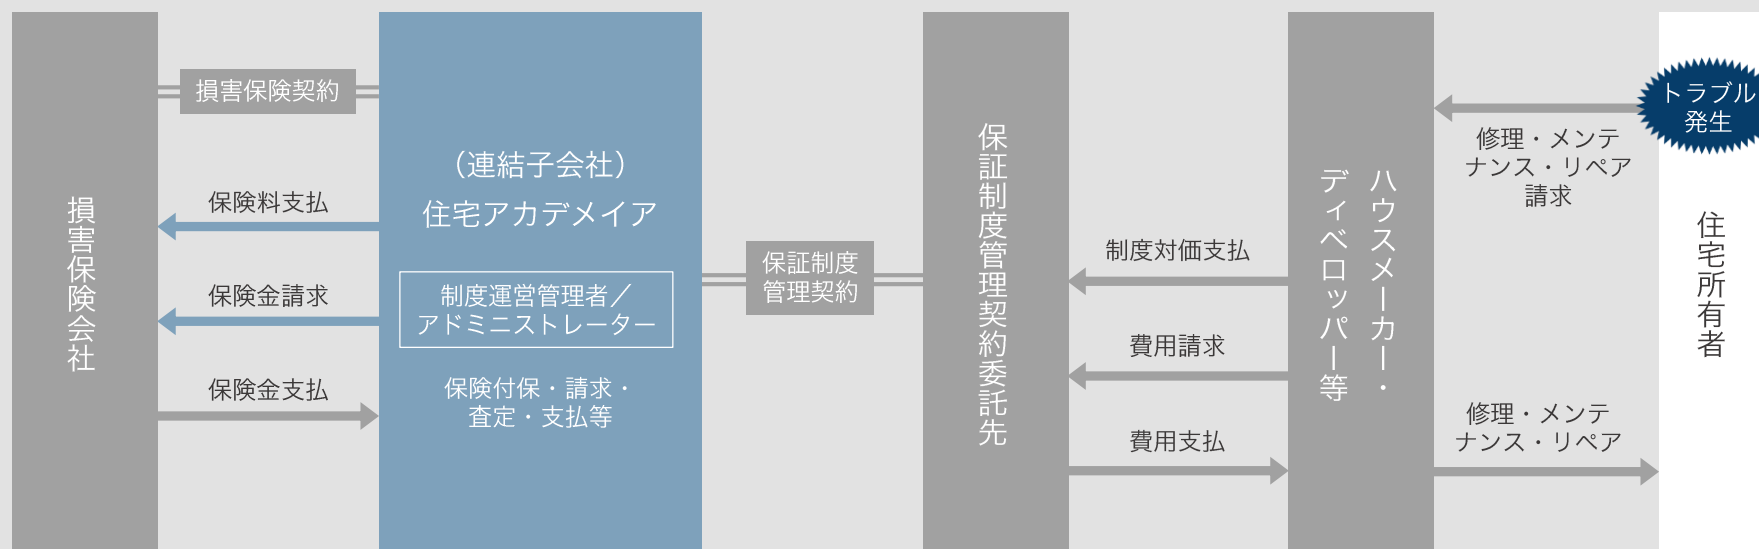 損害保険会社
損害保険契約
保険料支払
保険金請求
保険金支払
（連結子会社）
住宅アカデメイア
制度運営管理者／
アドミニストレーター
保険付保・請求・
査定・支払等
保証制度
管理契約
保証制度管理契約委託先
制度対価支払
費用請求
費用支払
ハウスメーカー・
ディベロッパー等
トラブル
発生
修理・メンテ
ナンス・リペア
請求
修理・メンテ
ナンス・リペア
住宅所有者